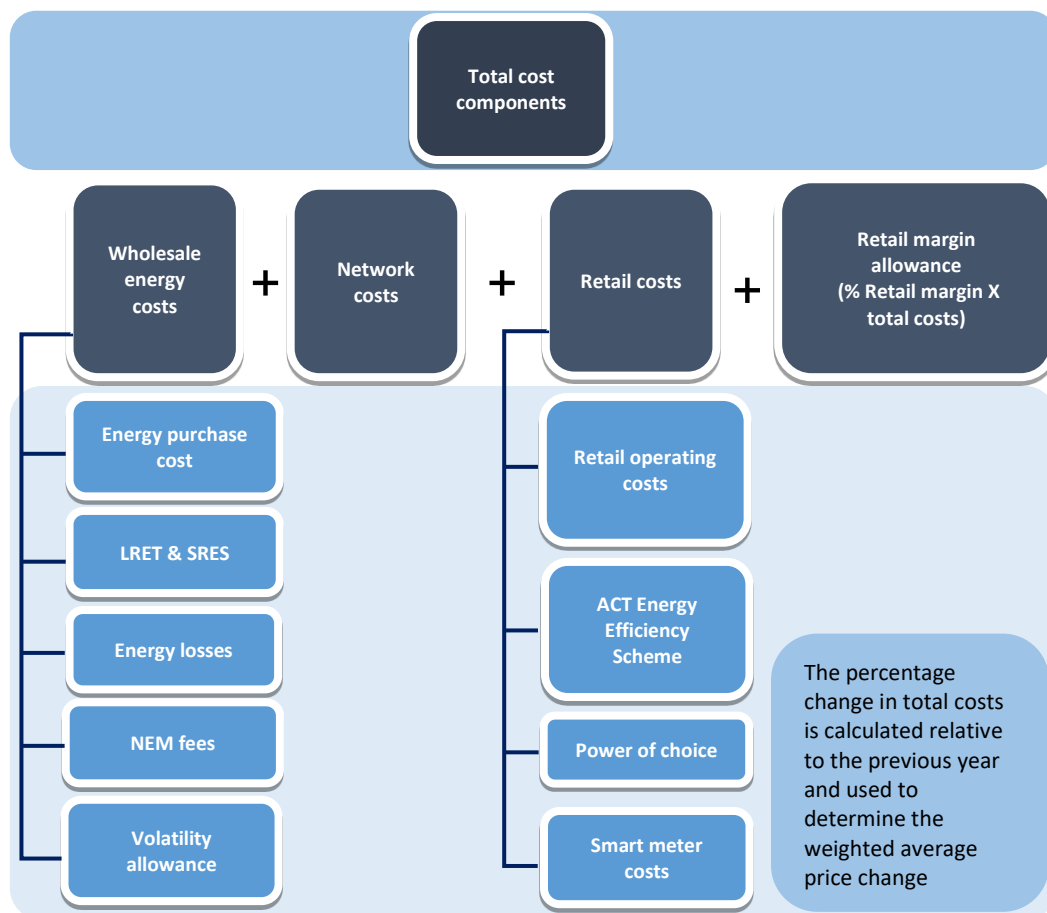 Total cost
components
Wholesale
energy
costs
+
Network
costs
+
Retail costs
+
Retail margin
allowance
(% Retail margin X
total costs)
Energy purchase
cost
LRET & SRES
Energy losses
NEM fees
Volatility
allowance
Retail operating
costs
ACT Energy
Efficiency
Scheme
Power of choice
Smart meter
costs
The percentage
change in total costs
is calculated relative
to the previous year
and used to
determine the
weighted average
price change